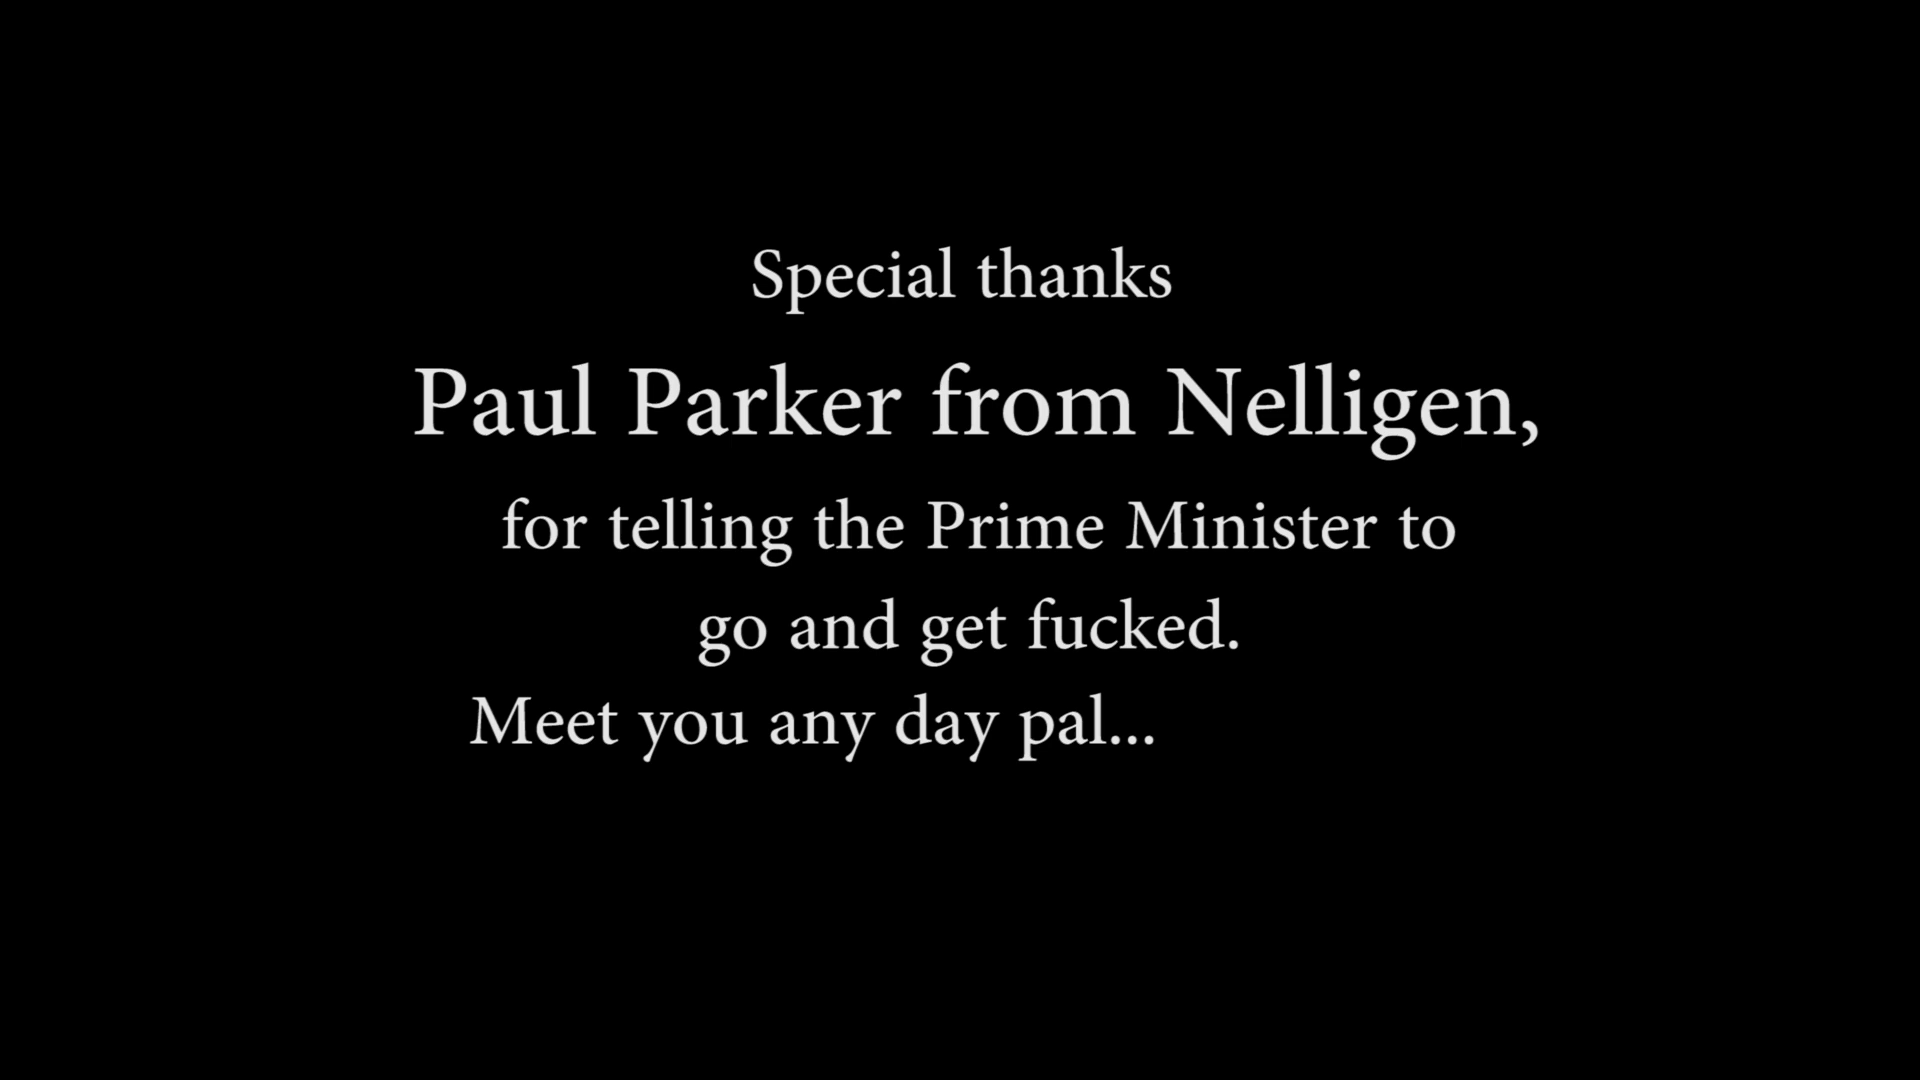 Special thanks
Paul Parker from Nelligen,
for telling the Prime Minister to
go and get fucked.
Meet you any day pal...